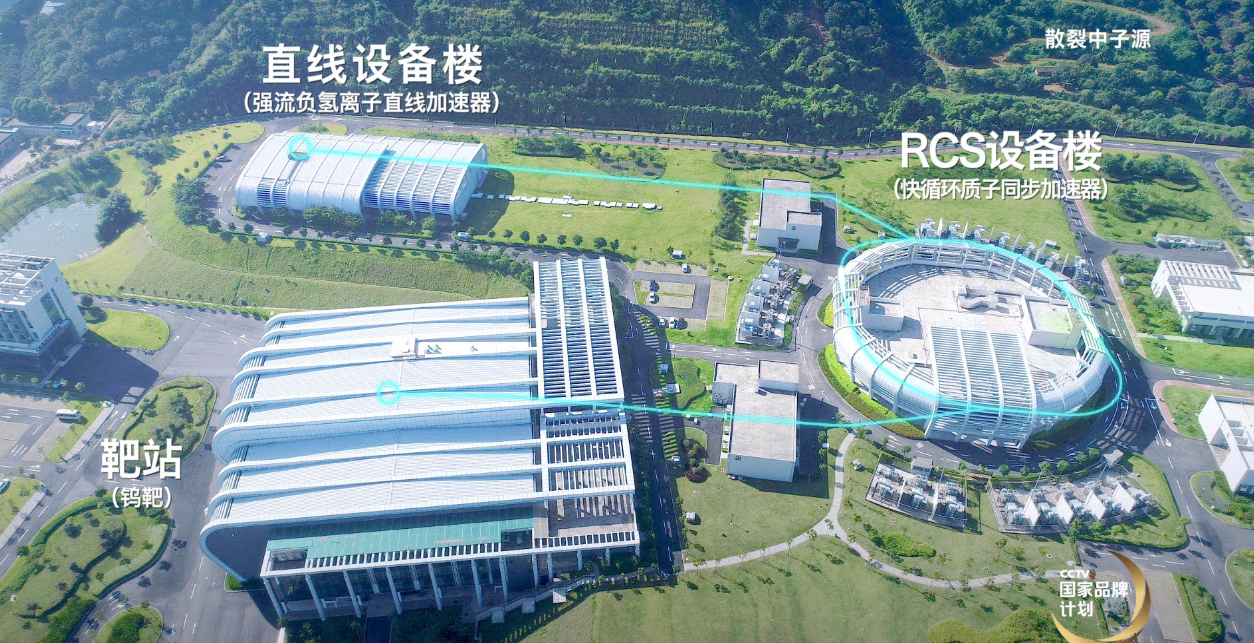 散裂中子源
直线设备楼
(强流负氢离子直线加速器)
RCS设备楼
(快循环质子同步加速器)
靶站
(钨靶)
CCTV
国家品牌
计划